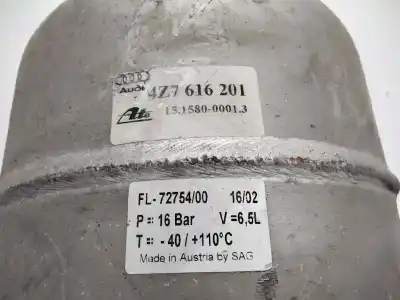 Audi 4Z7 616 201
Ate 15.1580-0001.3
FL-72754/00 16/02
P= 16 Bar V=6,5L
T= -40/+110°C
Made in Austria by SAG